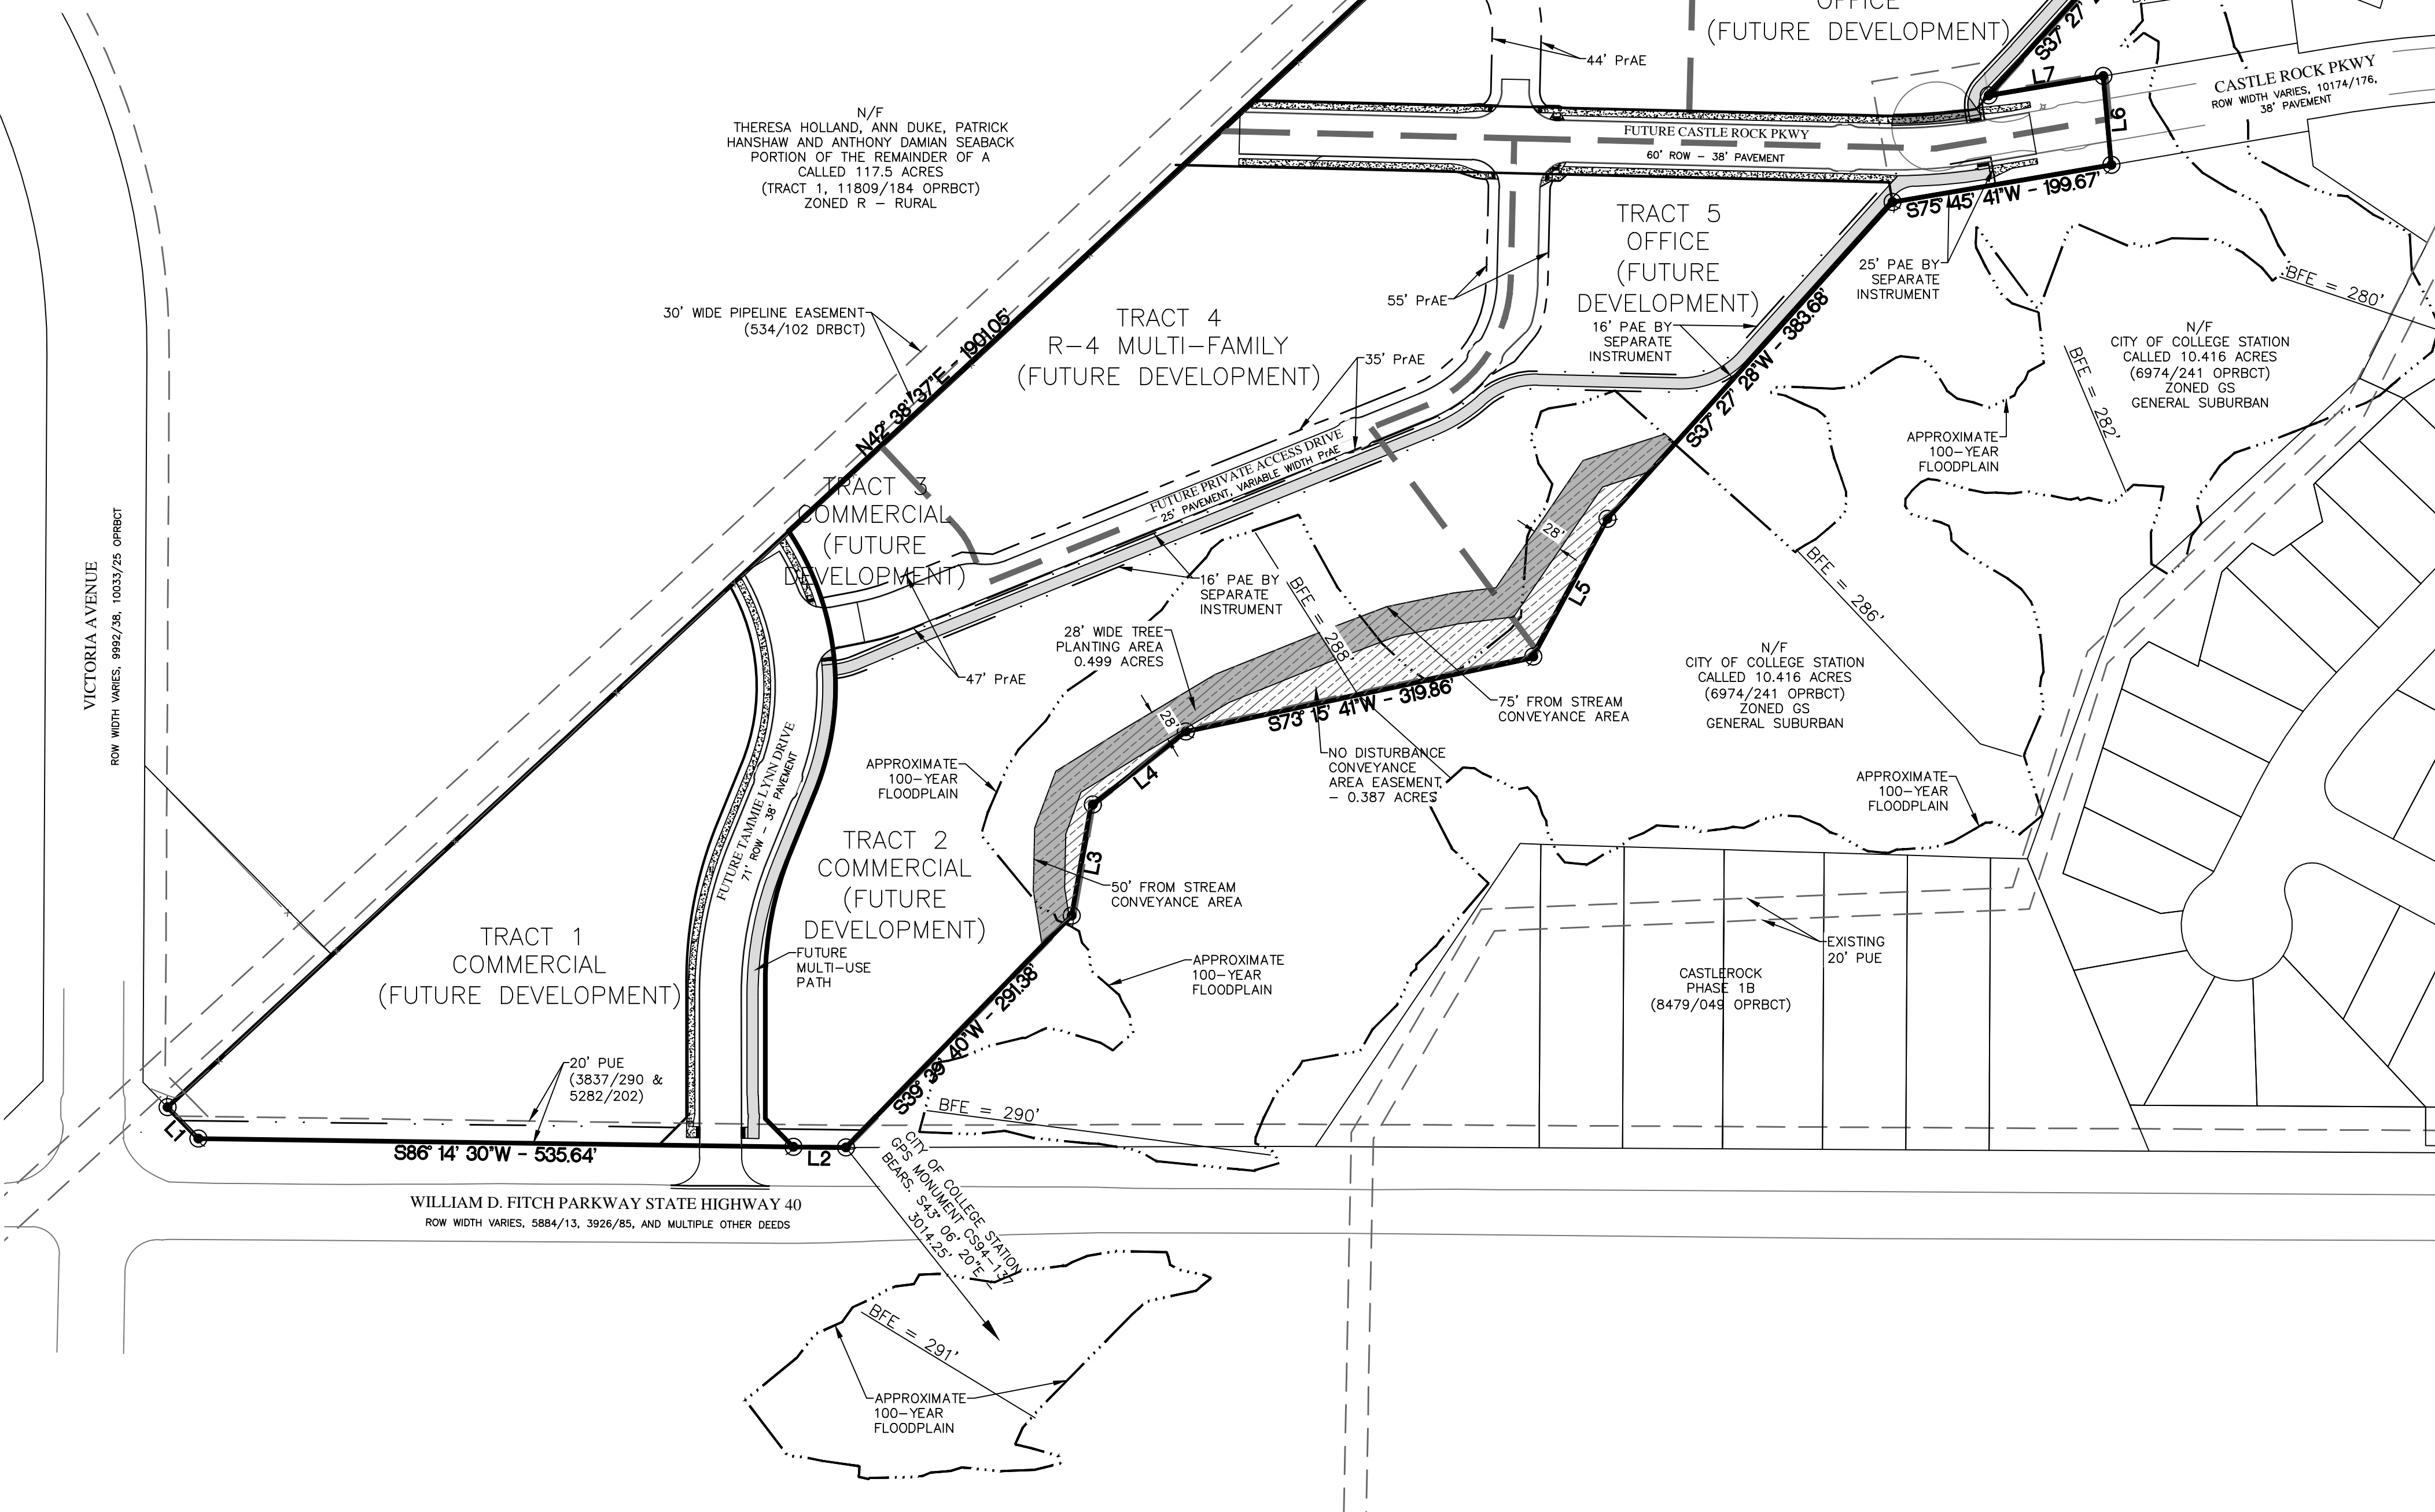 OFFICE
(FUTURE DEVELOPMENT)
S37° 27'
44' PrAE
L7
CASTLE ROCK PKWY
ROW WIDTH VARIES, 10174/176,
38' PAVEMENT
L6
N/F
THERESA HOLLAND, ANN DUKE, PATRICK
HANSHAW AND ANTHONY DAMIAN SEABACK
PORTION OF THE REMAINDER OF A
CALLED 117.5 ACRES
(TRACT 1, 11809/184 OPRBCT)
ZONED R – RURAL
FUTURE CASTLE ROCK PKWY
60' ROW – 38' PAVEMENT
S75° 45' 41"W - 199.67'
TRACT 5
OFFICE
(FUTURE
DEVELOPMENT)
25' PAE BY
SEPARATE
INSTRUMENT
BFE = 280'
55' PrAE
30' WIDE PIPELINE EASEMENT
(534/102 DRBCT)
N42° 38' 37"E - 1901.05'
TRACT 4
R–4 MULTI–FAMILY
(FUTURE DEVELOPMENT)
16' PAE BY
SEPARATE
INSTRUMENT
S37° 27' 28"W - 383.68'
N/F
CITY OF COLLEGE STATION
CALLED 10.416 ACRES
(6974/241 OPRBCT)
ZONED GS
GENERAL SUBURBAN
BFE = 282'
35' PrAE
APPROXIMATE
100–YEAR
FLOODPLAIN
FUTURE PRIVATE ACCESS DRIVE
25' PAVEMENT, VARIABLE WIDTH PrAE
TRACT 3
COMMERCIAL
(FUTURE
DEVELOPMENT)
VICTORIA AVENUE
ROW WIDTH VARIES, 9992/38, 10033/25 OPRBCT
28'
16' PAE BY
SEPARATE
INSTRUMENT
BFE = 288'
BFE = 286'
L5
28' WIDE TREE
PLANTING AREA
0.499 ACRES
47' PrAE
N/F
CITY OF COLLEGE STATION
CALLED 10.416 ACRES
(6974/241 OPRBCT)
ZONED GS
GENERAL SUBURBAN
28'
S73° 15' 41"W - 319.86'
75' FROM STREAM
CONVEYANCE AREA
NO DISTURBANCE
CONVEYANCE
AREA EASEMENT,
– 0.387 ACRES
FUTURE TAMMIE LYNN DRIVE
71' ROW – 38' PAVEMENT
APPROXIMATE
100–YEAR
FLOODPLAIN
L4
APPROXIMATE
100–YEAR
FLOODPLAIN
TRACT 2
COMMERCIAL
(FUTURE
DEVELOPMENT)
L3
50' FROM STREAM
CONVEYANCE AREA
TRACT 1
COMMERCIAL
(FUTURE DEVELOPMENT)
FUTURE
MULTI–USE
PATH
APPROXIMATE
100–YEAR
FLOODPLAIN
EXISTING
20' PUE
CASTLEROCK
PHASE 1B
(8479/049 OPRBCT)
S39° 39' 40"W - 291.38'
20' PUE
(3837/290 &
5282/202)
BFE = 290'
L1
S86° 14' 30"W - 535.64'
L2
CITY OF COLLEGE STATION
GPS MONUMENT CS94–137
BEARS. S43° 06' 20"E –
3014.25'
WILLIAM D. FITCH PARKWAY STATE HIGHWAY 40
ROW WIDTH VARIES, 5884/13, 3926/85, AND MULTIPLE OTHER DEEDS
BFE = 291'
APPROXIMATE
100–YEAR
FLOODPLAIN